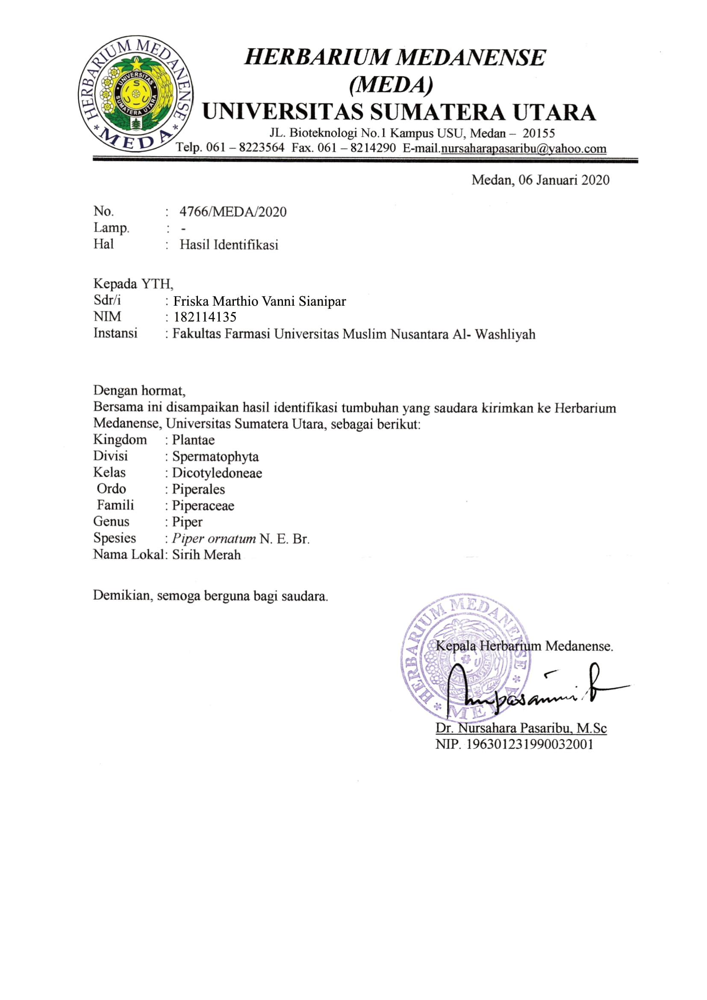 HERBARIUM MEDANENSE
* MEDA *
UNIVERSITAS
SUMATERA UTARA
HERBARIUM MEDANENSE
(MEDA)
UNIVERSITAS SUMATERA UTARA
JL. Bioteknologi No.1 Kampus USU, Medan – 20155
Telp. 061 – 8223564 Fax. 061 – 8214290 E-mail.nursaharapasaribu@yahoo.com
Medan, 06 Januari 2020
No. : 4766/MEDA/2020
Lamp. : -
Hal : Hasil Identifikasi
Kepada YTH,
Sdr/i : Friska Marthio Vanni Sianipar
NIM : 182114135
Instansi : Fakultas Farmasi Universitas Muslim Nusantara Al- Washliyah
Dengan hormat,
Bersama ini disampaikan hasil identifikasi tumbuhan yang saudara kirimkan ke Herbarium
Medanense, Universitas Sumatera Utara, sebagai berikut:
Kingdom : Plantae
Divisi : Spermatophyta
Kelas : Dicotyledoneae
Ordo : Piperales
Famili : Piperaceae
Genus : Piper
Spesies : Piper ornatum N. E. Br.
Nama Lokal: Sirih Merah
Demikian, semoga berguna bagi saudara.
HERBARIUM MEDANENSE
* MEDA *
Kepala Herbarium Medanense.
Dr. Nursahara Pasaribu, M.Sc
NIP. 196301231990032001